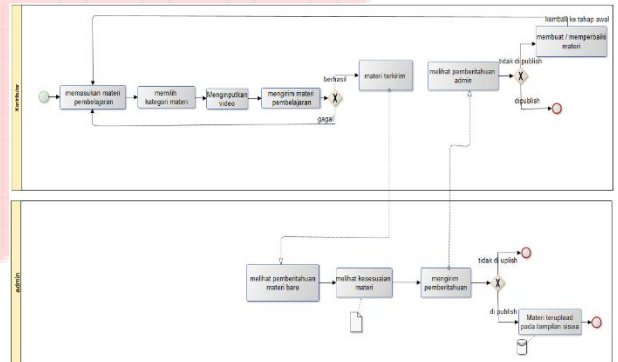 kembali ke tahap awal
membuat / memperbaiki
materi
tidak di publish
Kontributor
memasukan materi
pembelajaran
memilih
kategori materi
Menginputkan
video
mengirim materi
pembelajaran
X
berhasil
gagal
materi terkirim
melihat pemberitahuan
admin
X
dipublish
admin
melihat pemberitahuan
materi baru
melihat kesesuaian
materi
mengirim
pemberitahuan
X
tidak di uplish
di publish
Materi terupload
pada tampilan siswa